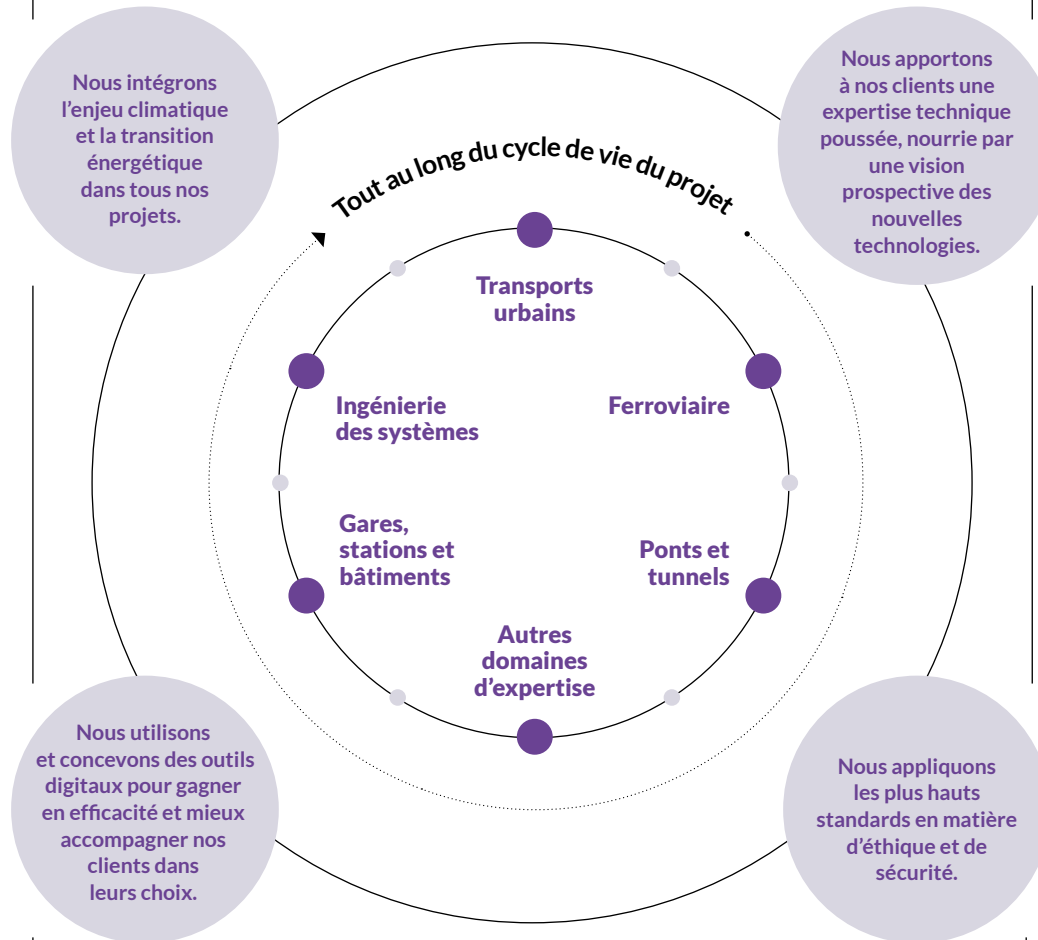 Nous intégrons
l'enjeu climatique
et la transition
énergétique
dans tous nos
projets.
Nous apportons
à nos clients une
expertise technique
poussée, nourrie par
une vision
prospective des
nouvelles
technologies.
Tout au long du cycle de vie du projet
Transports
urbains
Ingénierie
des systèmes
Ferroviaire
Gares,
stations et
bâtiments
Ponts et
tunnels
Autres
domaines
d'expertise
Nous utilisons
et concevons des outils
digitaux pour gagner
en efficacité et mieux
accompagner nos
clients dans
leurs choix.
Nous appliquons
les plus hauts
standards en matière
d'éthique et de
sécurité.